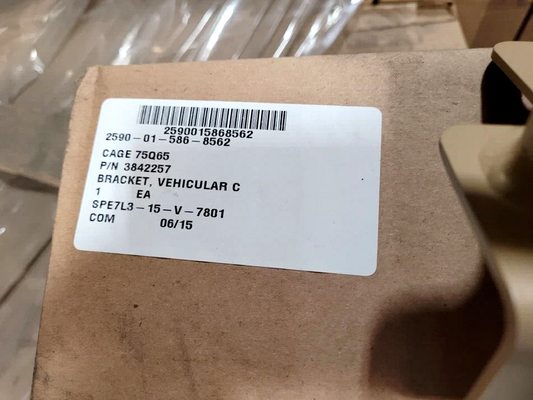 2590015868562
2590-01-586-8562
CAGE 75Q65
P/N 3842257
BRACKET, VEHICULAR C
1 EA
SPE7L3-15-V-7801
COM 06/15